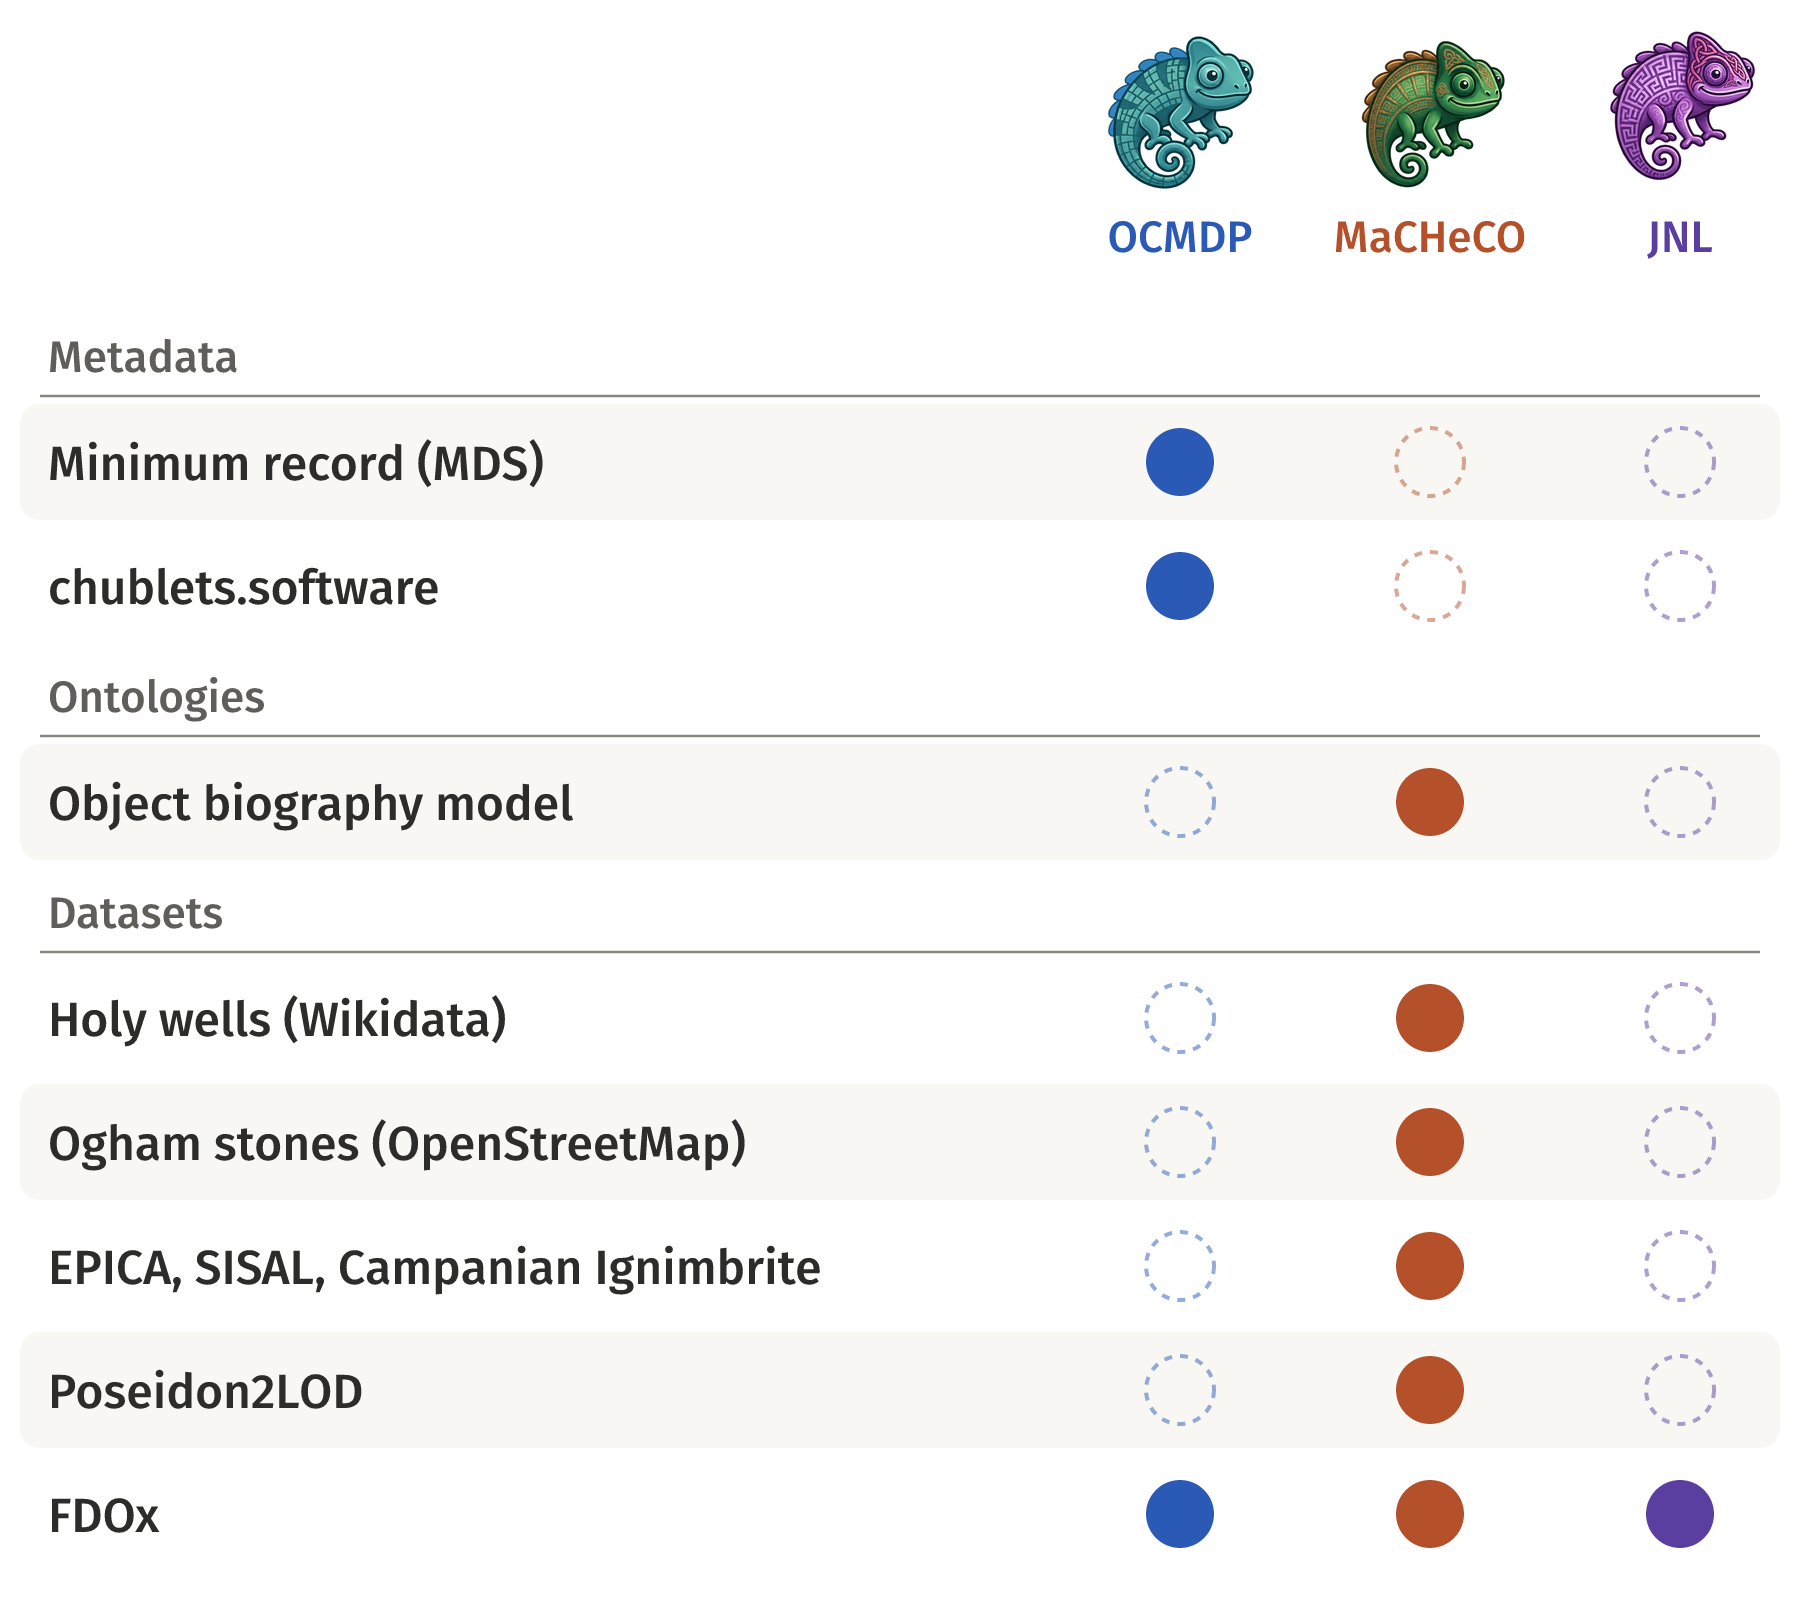 OCMDP MaCHeCO JNL
Metadata
Minimum record (MDS)
chublets.software
Ontologies
Object biography model
Datasets
Holy wells (Wikidata)
Ogham stones (OpenStreetMap)
EPICA, SISAL, Campanian Ignimbrite
Poseidon2LOD
FDOx